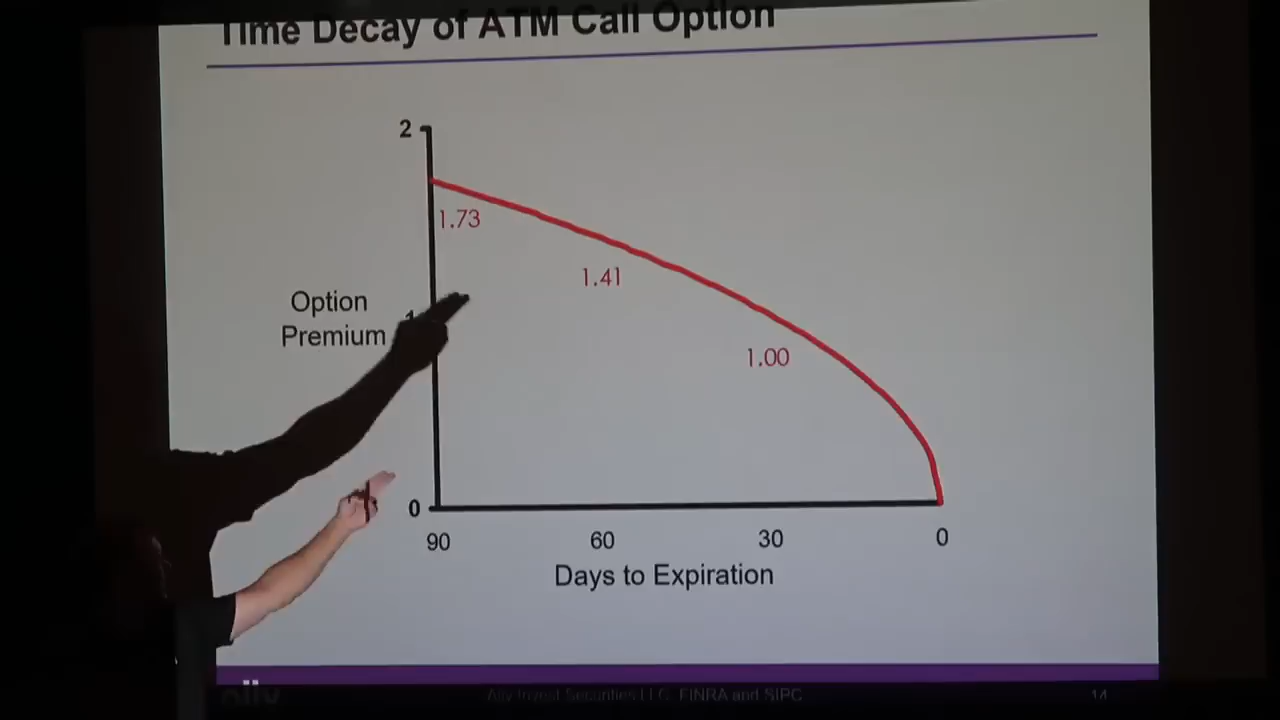 Time Decay of ATM Call Option
2
1.73
1.41
Option
Premium
1
1.00
0
90
60
30
0
Days to Expiration
ally
Ally Invest Securities LLC, FINRA and SIPC
14